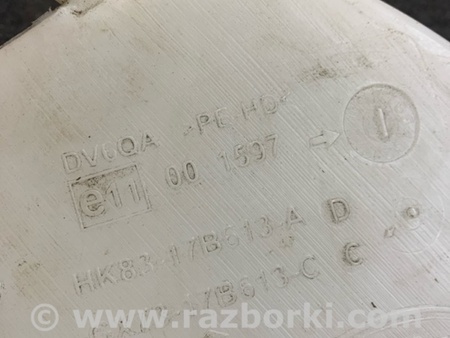 DV6QA >PE HD<
e11 00 1597 → I
HK83-17B613-A D
-17B613-C C
© www.razborki.com